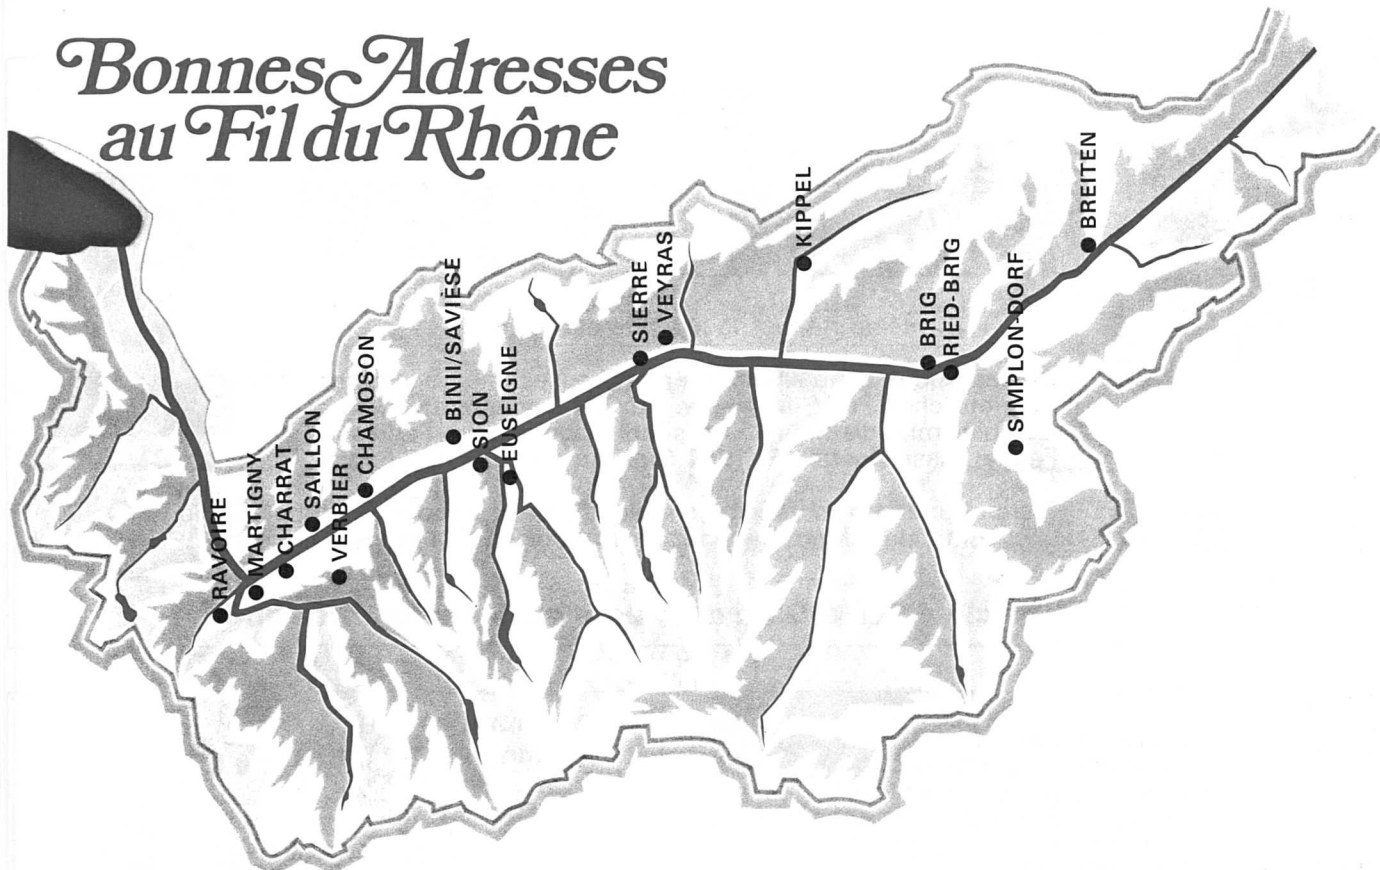 Bonnes Adresses
au Fil du Rhône
RAVOIRE
MARTIGNY
CHARRAT
SAILLON
VERBIER
CHAMOSON
BINII/SAVIÈSE
SION
EUSEIGNE
SIERRE
VEYRAS
KIPPEL
BRIG
RIED-BRIG
SIMPLON-DORF
BREITEN